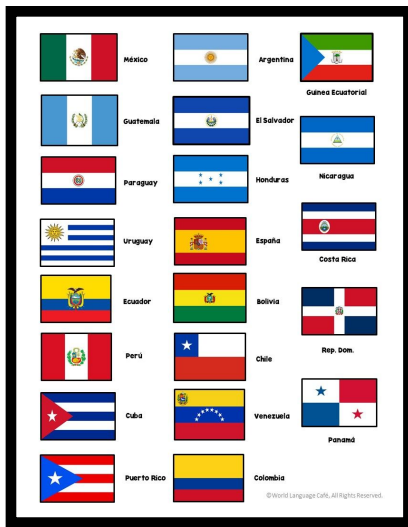 México
Argentina
Guinea Ecuatorial
Guatemala
El Salvador
Nicaragua
Paraguay
Honduras
Costa Rica
Uruguay
España
Ecuador
Bolivia
Rep. Dom.
Perú
Chile
Cuba
Venezuela
Panamá
Puerto Rico
Colombia
©World Language Café, All Rights Reserved.